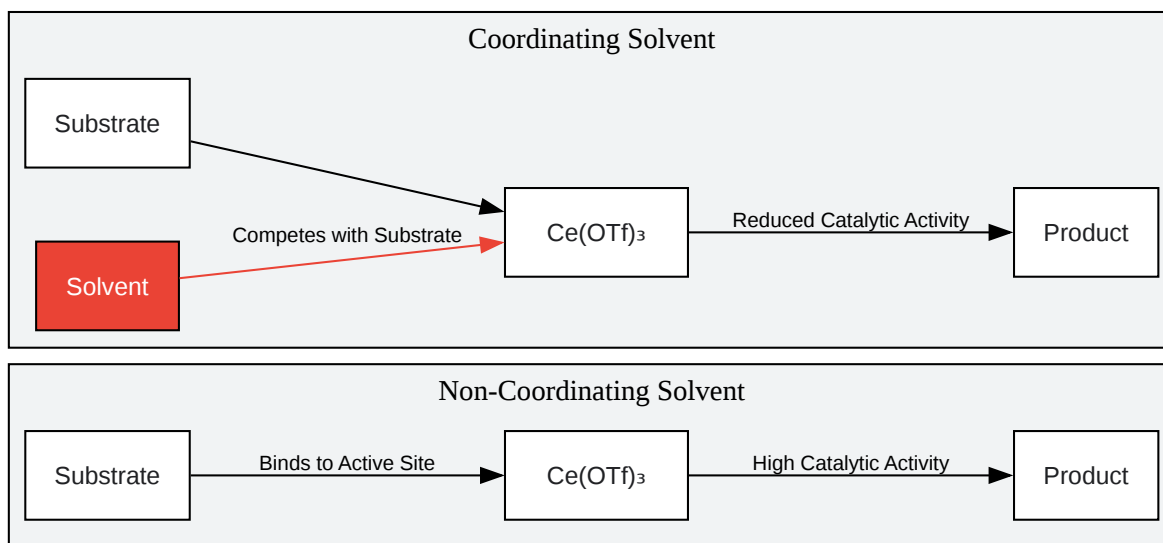 Coordinating Solvent
Substrate
Competes with Substrate
Ce(OTf)₃
Reduced Catalytic Activity
Product
Solvent
Non-Coordinating Solvent
Substrate
Binds to Active Site
Ce(OTf)₃
High Catalytic Activity
Product